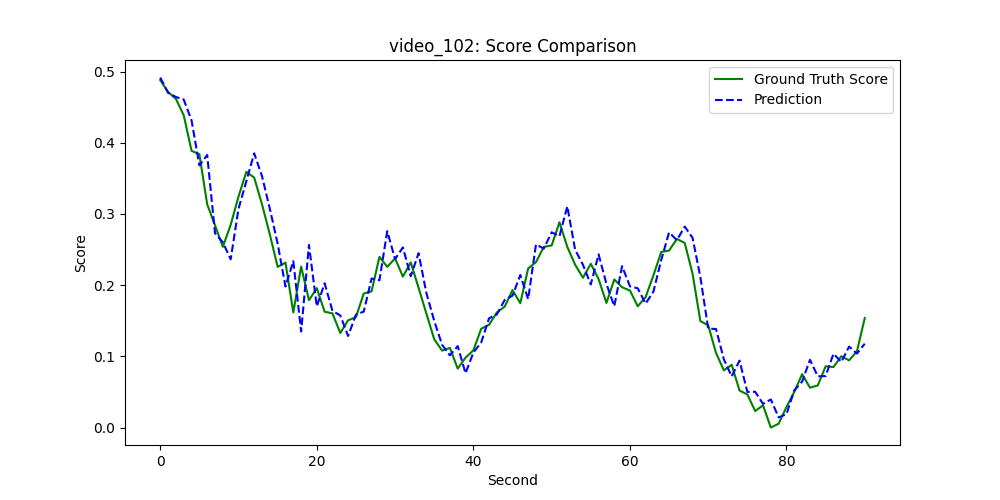 video_102: Score Comparison
Ground Truth Score
Prediction
Score
0.5
0.4
0.3
0.2
0.1
0.0
0 20 40 60 80
Second